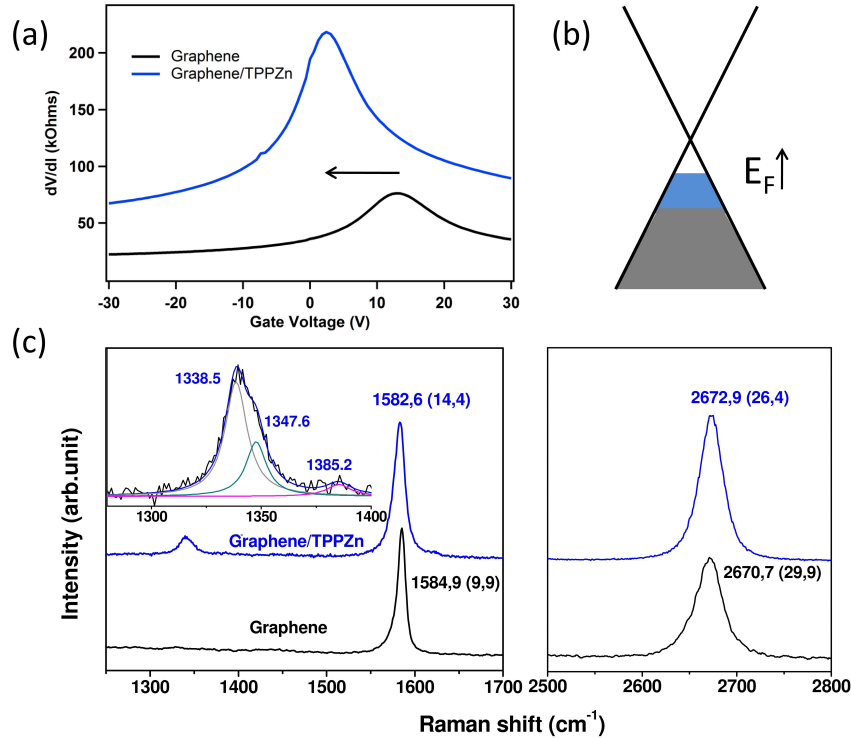 (a)
200
150
100
50
dV/dI (kOhms)
Graphene
Graphene/TPPZn
-30 -20 -10 0 10 20 30
Gate Voltage (V)
(b)
EF
(c)
Intensity (arb.unit)
1338.5
1347.6
1385.2
1300 1350 1400
1582,6 (14,4)
Graphene/TPPZn
1584,9 (9,9)
Graphene
1300 1400 1500 1600 1700
2672,9 (26,4)
2670,7 (29,9)
2500 2600 2700 2800
Raman shift (cm-1)